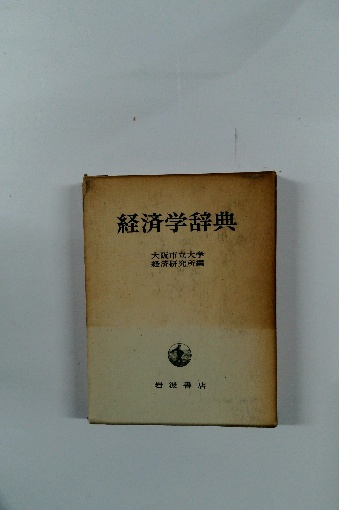 経済学辞典
大阪市立大学
経済研究所編
岩波書店